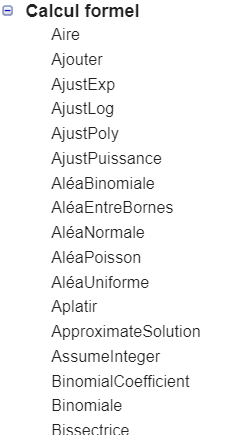 Calcul formel
Aire
Ajouter
AjustExp
AjustLog
AjustPoly
AjustPuissance
AléaBinomiale
AléaEntreBornes
AléaNormale
AléaPoisson
AléaUniforme
Aplatir
ApproximateSolution
AssumeInteger
BinomialCoefficient
Binomiale
Bissectrice